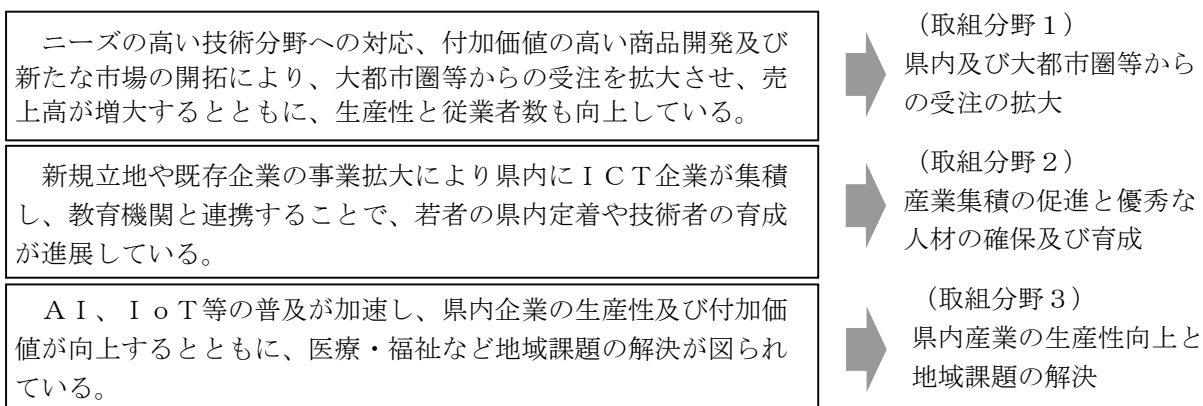 ニーズの高い技術分野への対応、付加価値の高い商品開発及び
新たな市場の開拓により、大都市圏等からの受注を拡大させ、売
上高が増大するとともに、生産性と従業者数も向上している。
（取組分野１）
県内及び大都市圏等から
の受注の拡大
　新規立地や既存企業の事業拡大により県内にＩＣＴ企業が集積
し、教育機関と連携することで、若者の県内定着や技術者の育成
が進展している。
（取組分野２）
産業集積の促進と優秀な
人材の確保及び育成
　ＡＩ、ＩｏＴ等の普及が加速し、県内企業の生産性及び付加価
値が向上するとともに、医療・福祉など地域課題の解決が図られ
ている。
（取組分野３）
県内産業の生産性向上と
地域課題の解決